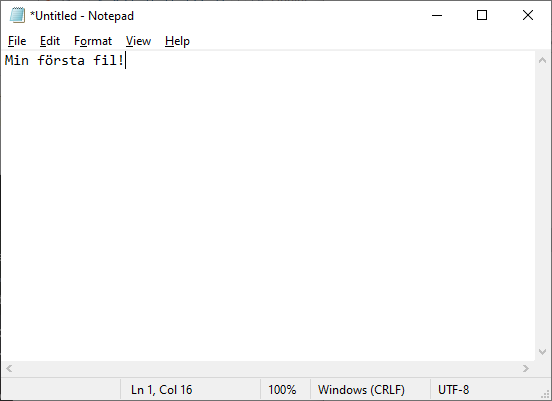 *Untitled - Notepad
File Edit Format View Help
Min första fil!
Ln 1, Col 16 100% Windows (CRLF) UTF-8